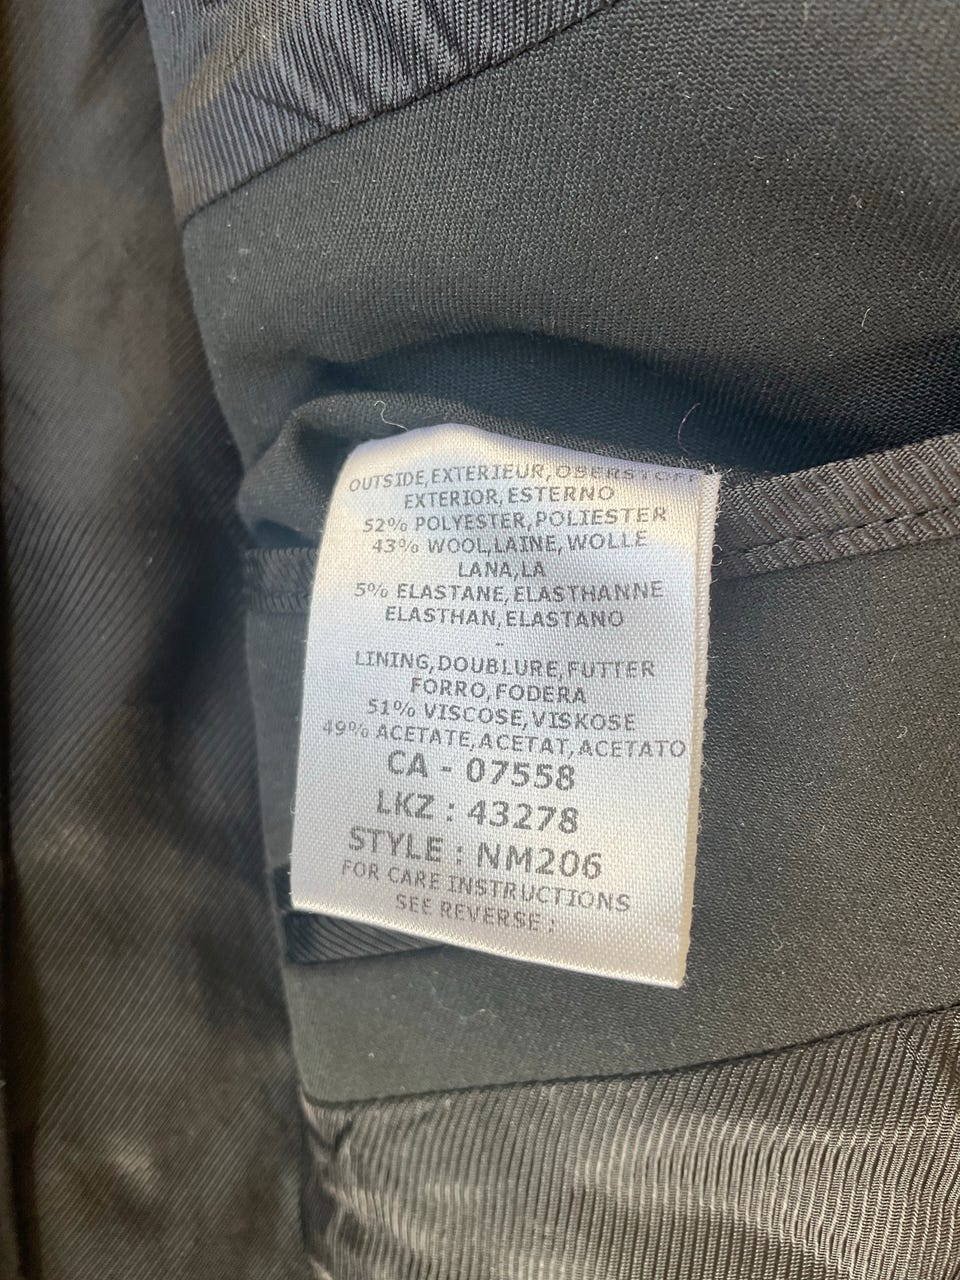 OUTSIDE,EXTERIEUR,OBERSTOFF
EXTERIOR,ESTERNO
52% POLYESTER,POLIESTER
43% WOOL,LAINE,WOLLE
LANA,LA
5% ELASTANE,ELASTHANNE
ELASTHAN,ELASTANO
-
LINING,DOUBLURE,FUTTER
FORRO,FODERA
51% VISCOSE,VISKOSE
49% ACETATE,ACETAT,ACETATO
CA - 07558
LKZ : 43278
STYLE : NM206
FOR CARE INSTRUCTIONS
SEE REVERSE :